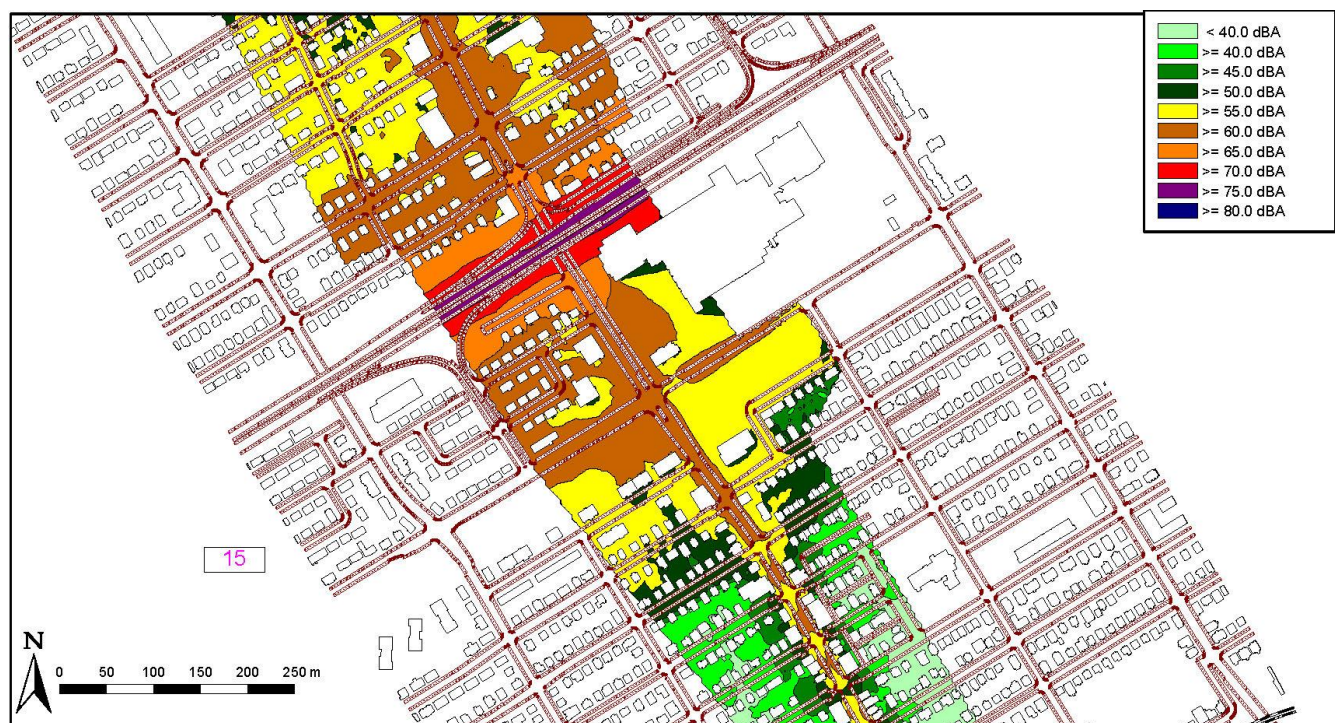 < 40.0 dBA
>= 40.0 dBA
>= 45.0 dBA
>= 50.0 dBA
>= 55.0 dBA
>= 60.0 dBA
>= 65.0 dBA
>= 70.0 dBA
>= 75.0 dBA
>= 80.0 dBA
15
N
0 50 100 150 200 250 m